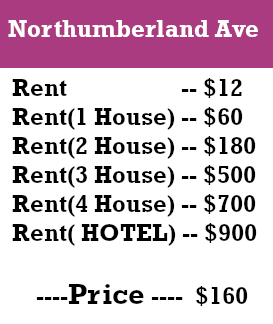 Northumberland Ave
Rent -- $12
Rent(1 House) -- $60
Rent(2 House) -- $180
Rent(3 House) -- $500
Rent(4 House) -- $700
Rent( HOTEL) -- $900
----Price ---- $160